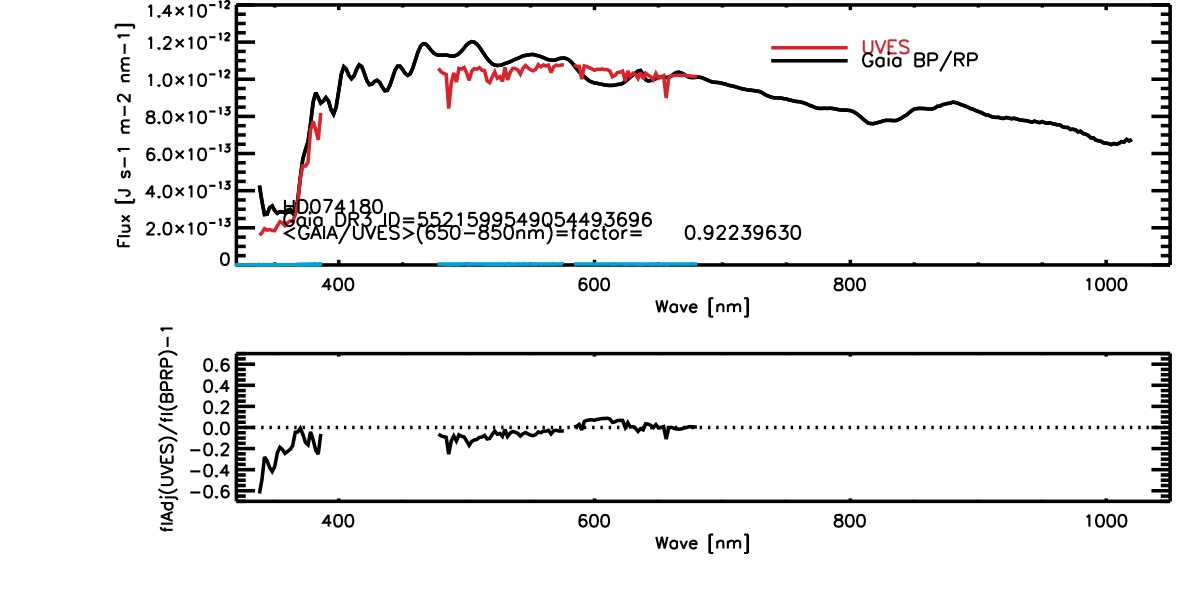 1.4×10−12
1.2×10−12
1.0×10−12
8.0×10−13
6.0×10−13
4.0×10−13
2.0×10−13
0
Flux [J s−1 m−2 nm−1]
UVES
Gaia BP/RP
HD074180
Gaia DR3 ID=5521599549054493696
<GAIA/UVES>(650−850nm)=factor= 0.92239630
400 600 800 1000
Wave [nm]
flAdj(UVES)/fl(BPRP)−1
0.6
0.4
0.2
0.0
−0.2
−0.4
−0.6
400 600 800 1000
Wave [nm]